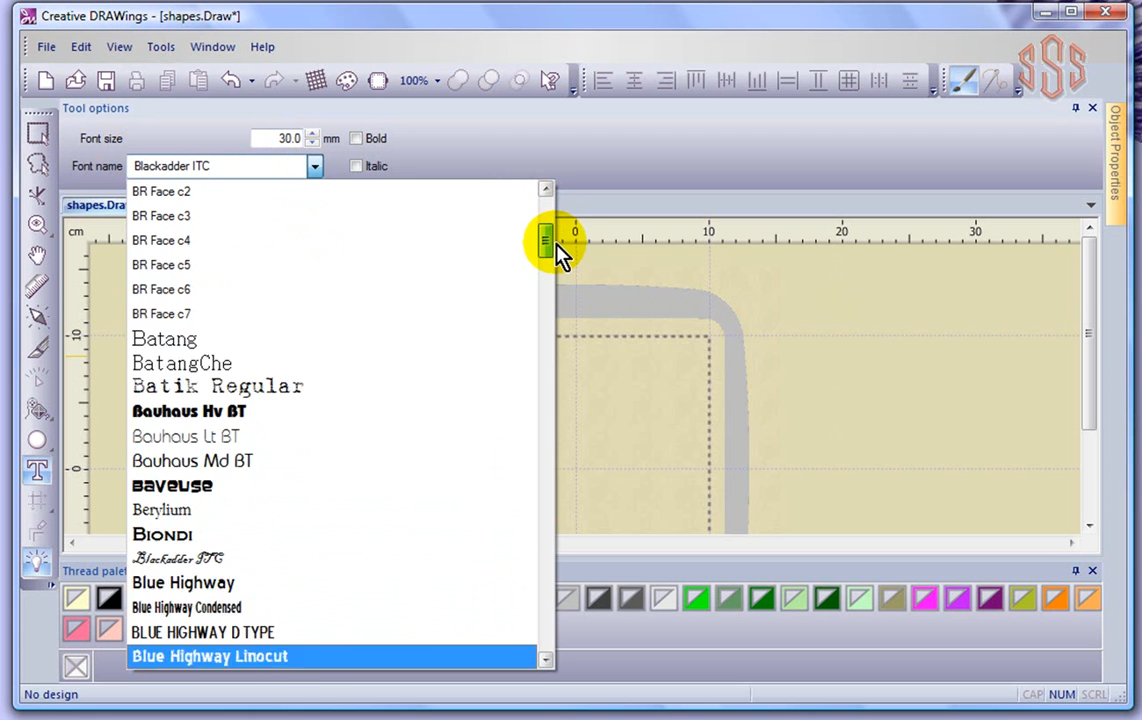 Creative DRAWings - [shapes.Draw*]
File Edit View Tools Window Help
SSS
100%
Tool options
Font size 30.0 mm Bold
Font name Blackadder ITC Italic
Object Properties
shapes.Dra
cm 0 10 20 30
10
0
BR Face c2
BR Face c3
BR Face c4
BR Face c5
BR Face c6
BR Face c7
Batang
BatangChe
Batik Regular
Bauhaus Hv BT
Bauhaus Lt BT
Bauhaus Md BT
Baveuse
Berylium
BIONDI
Blackadder ITC
Blue Highway
Blue Highway Condensed
BLUE HIGHWAY D TYPE
Blue Highway Linocut
Thread palet
No design CAP NUM SCRL